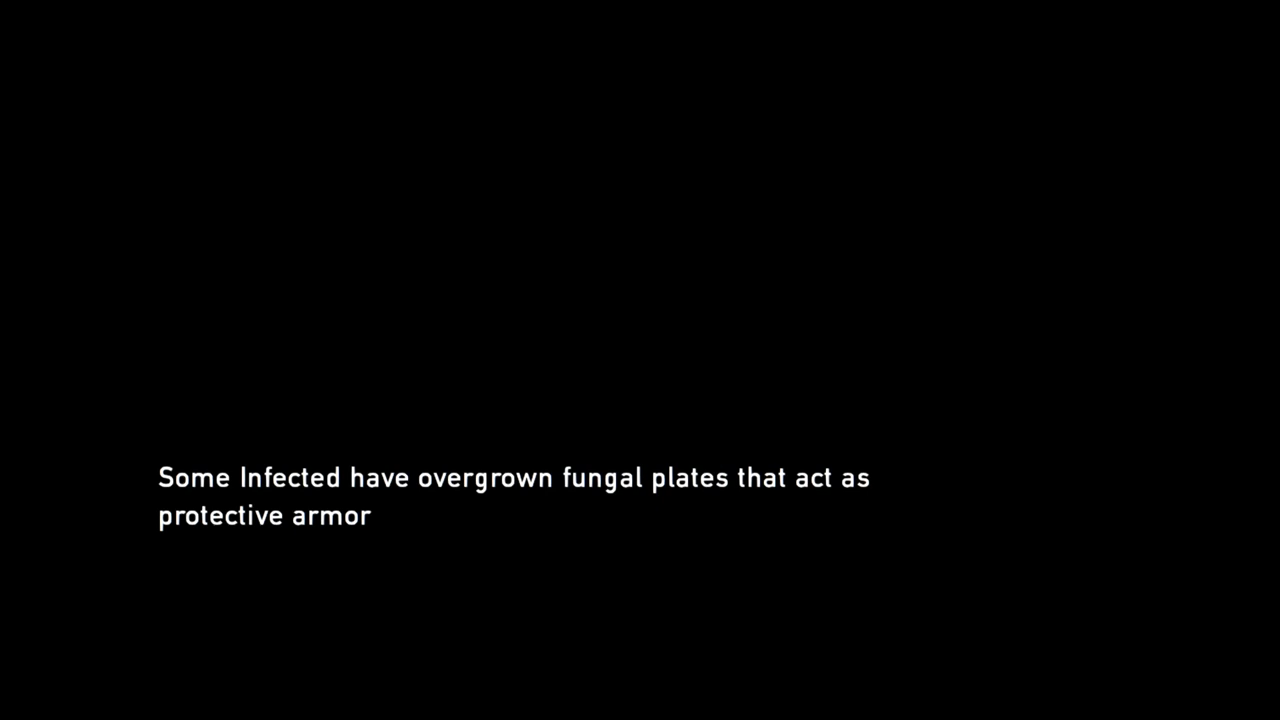 Some Infected have overgrown fungal plates that act as
protective armor